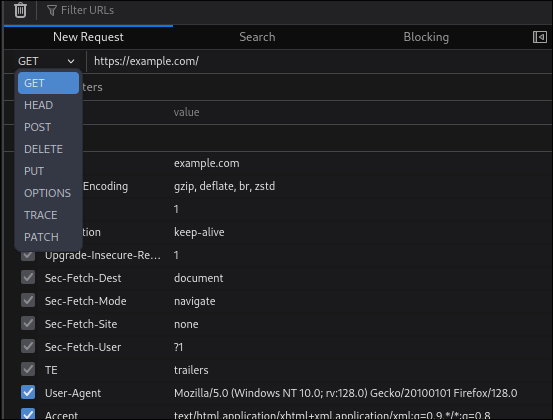 Filter URLs
New Request Search Blocking
GET https://example.com/
GET ters
HEAD
value
POST
DELETE
example.com
PUT
Encoding gzip, deflate, br, zstd
OPTIONS
1
TRACE
tion keep-alive
PATCH
Upgrade-Insecure-Re... 1
Sec-Fetch-Dest document
Sec-Fetch-Mode navigate
Sec-Fetch-Site none
Sec-Fetch-User ?1
TE trailers
User-Agent Mozilla/5.0 (Windows NT 10.0; rv:128.0) Gecko/20100101 Firefox/128.0
Accept text/html,application/xhtml+xml,application/xml;q=0.9,*/*;q=0.8